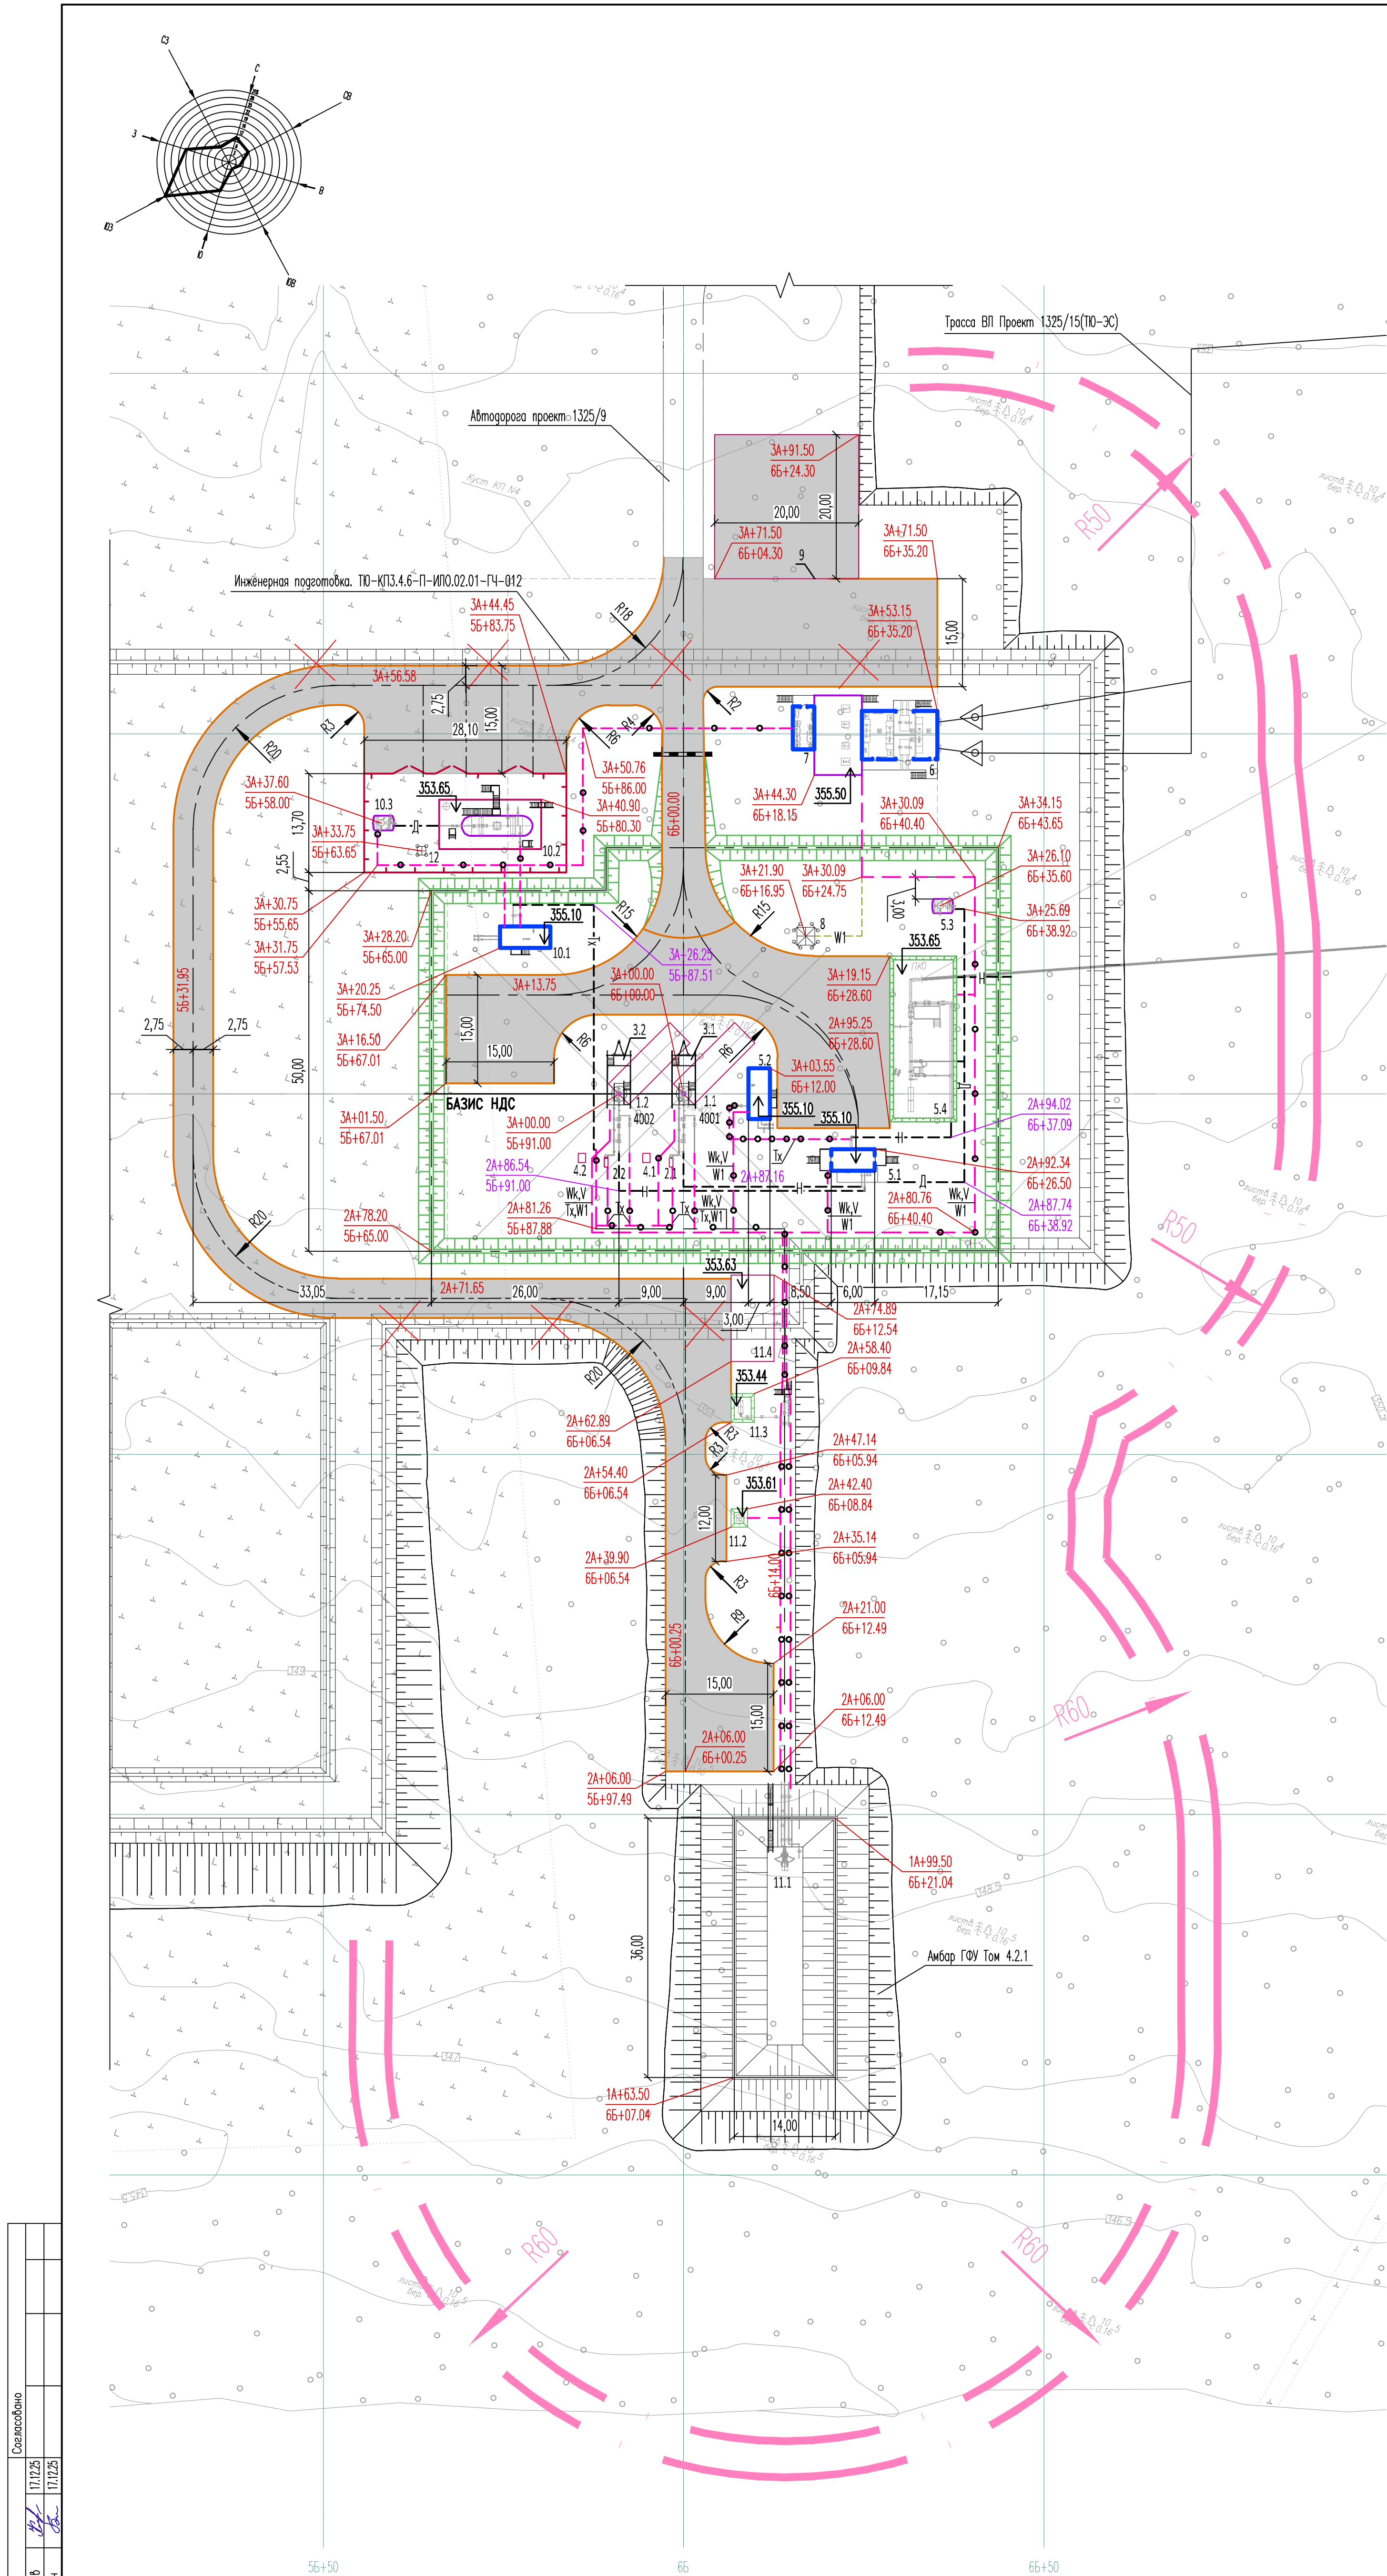 СЗ
С
СВ
З
В
ЮЗ
Ю
ЮВ
Трасса ВЛ Проект 1325/15(ТЮ-ЭС)
Автодорога проект 1325/9
Куст КП N4
листв.
бер.
3А+91.50
6Б+24.30
20,00
20,00
R50
3А+71.50
6Б+04.30
3А+71.50
6Б+35.20
9
Инженерная подготовка. ТЮ-КП3.4.6-П-ИЛО.02.01-ГЧ-012
3А+44.45
5Б+83.75
R18
3А+53.15
6Б+35.20
15,00
3А+56.58
2,75
15,00
28,10
R3
R20
R6
R4
R2
7
6
3А+50.76
5Б+86.00
3А+44.30
6Б+18.15
355.50
3А+37.60
5Б+58.00
10.3
353.65
Д
3А+40.90
5Б+80.30
13,70
3А+33.75
5Б+63.65
12
10.2
6Б+00.00
3А+30.09
6Б+40.40
3А+34.15
6Б+43.65
2,55
3А+26.10
6Б+35.60
3А+21.90
6Б+16.95
3А+30.09
6Б+24.75
3,00
3А+30.75
5Б+55.65
3А+25.69
6Б+38.92
5.3
3А+31.75
5Б+57.53
3А+28.20
5Б+65.00
355.10
10.1
R15
R15
8
W1
353.65
3А-26.25
5Б-87.51
ПКО
Н
3А+20.25
5Б+74.50
3А+13.75
3А+00.00
6Б+00.00
3А+19.15
6Б+28.60
5Б+31.95
3А+16.50
5Б+67.01
15,00
2А+95.25
6Б+28.60
2,75
2,75
15,00
R6
3.2
3.1
R6
5.2
3А+03.55
6Б+12.00
50,00
Д
БАЗИС НДС
1.2
4002
1.1
4001
355.10
355.10
5.4
2А+94.02
6Б+37.09
3А+01.50
5Б+67.01
3А+00.00
5Б+91.00
Н
4.2
2.2
4.1
2.1
Wk,V
W1
Тх
2А+87.16
5.1
2А+92.34
6Б+26.50
2А+86.54
5Б+91.00
Н
Н
Д
Wk,V
Тх,W1
Тх
Wk,V
Тх,W1
Тх
2А+80.76
6Б+40.40
Wk,V
W1
2А+87.74
6Б+38.92
Wk,V
W1
2А+81.26
5Б+87.88
2А+78.20
5Б+65.00
R20
353.63
R50
33,05
2А+71.65
26,00
9,00
9,00
8,50
6,00
17,15
3,00
2А+74.89
6Б+12.54
11.4
R20
2А+58.40
6Б+09.84
353.44
2А+62.89
6Б+06.54
11.3
R3
R3
2А+47.14
6Б+05.94
2А+54.40
6Б+06.54
353.61
2А+42.40
6Б+08.84
12,00
11.2
2А+35.14
6Б+05.94
2А+39.90
6Б+06.54
R3
6Б+14.00
R9
2А+21.00
6Б+12.49
6Б+00.25
349
15,00
15,00
2А+06.00
6Б+12.49
R60
2А+06.00
6Б+00.25
2А+06.00
5Б+97.49
1А+99.50
6Б+21.04
11.1
348.5
36,00
Амбар ГФУ Том 4.2.1
347
1А+63.50
6Б+07.04
14,00
345.5
346.5
R60
R60
Согласовано
17.12.25
17.12.25
5Б+50
6Б
6Б+50